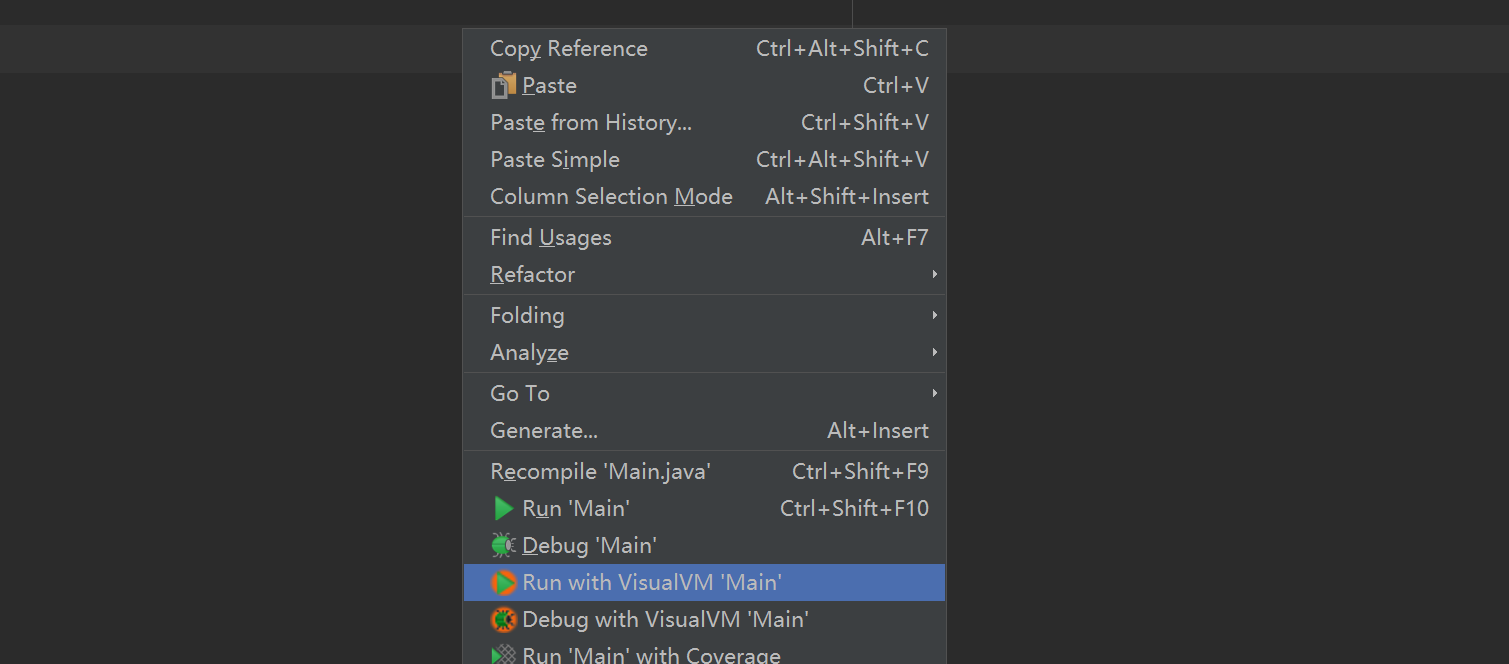 Copy Reference Ctrl+Alt+Shift+C
Paste Ctrl+V
Paste from History... Ctrl+Shift+V
Paste Simple Ctrl+Alt+Shift+V
Column Selection Mode Alt+Shift+Insert
Find Usages Alt+F7
Refactor
Folding
Analyze
Go To
Generate... Alt+Insert
Recompile 'Main.java' Ctrl+Shift+F9
Run 'Main' Ctrl+Shift+F10
Debug 'Main'
Run with VisualVM 'Main'
Debug with VisualVM 'Main'
Run 'Main' with Coverage